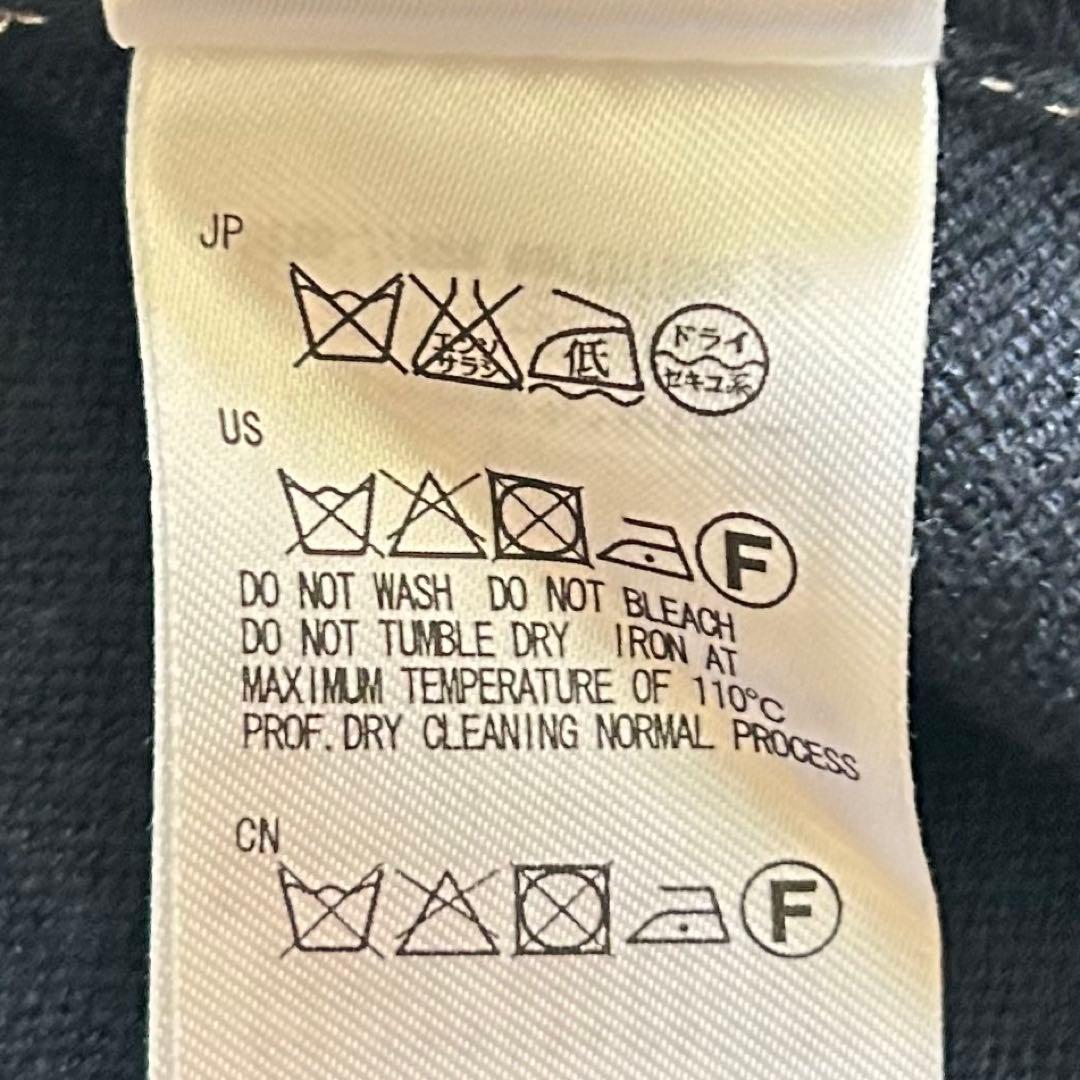 JP
エンソ
サラシ
低
ドライ
セキユ系
US
F
DO NOT WASH DO NOT BLEACH
DO NOT TUMBLE DRY IRON AT
MAXIMUM TEMPERATURE OF 110°C
PROF. DRY CLEANING NORMAL PROCESS
CN
F